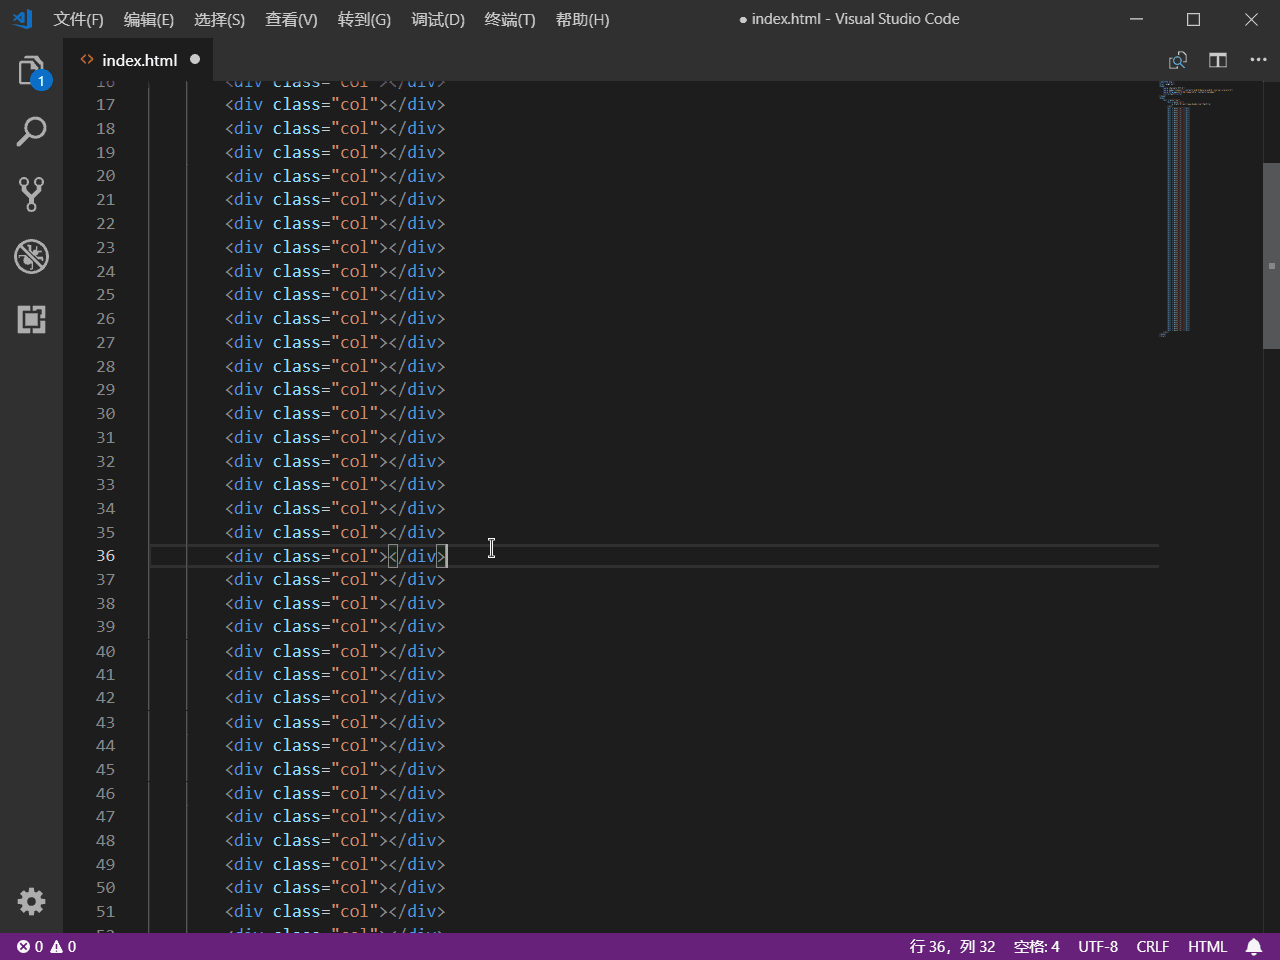 文件(F) 编辑(E) 选择(S) 查看(V) 转到(G) 调试(D) 终端(T) 帮助(H) ● index.html - Visual Studio Code
<> index.html ●
1
16 <div class="col"></div>
17 <div class="col"></div>
18 <div class="col"></div>
19 <div class="col"></div>
20 <div class="col"></div>
21 <div class="col"></div>
22 <div class="col"></div>
23 <div class="col"></div>
24 <div class="col"></div>
25 <div class="col"></div>
26 <div class="col"></div>
27 <div class="col"></div>
28 <div class="col"></div>
29 <div class="col"></div>
30 <div class="col"></div>
31 <div class="col"></div>
32 <div class="col"></div>
33 <div class="col"></div>
34 <div class="col"></div>
35 <div class="col"></div>
36 <div class="col"></div>
37 <div class="col"></div>
38 <div class="col"></div>
39 <div class="col"></div>
40 <div class="col"></div>
41 <div class="col"></div>
42 <div class="col"></div>
43 <div class="col"></div>
44 <div class="col"></div>
45 <div class="col"></div>
46 <div class="col"></div>
47 <div class="col"></div>
48 <div class="col"></div>
49 <div class="col"></div>
50 <div class="col"></div>
51 <div class="col"></div>
0 0 行 36，列 32 空格: 4 UTF-8 CRLF HTML